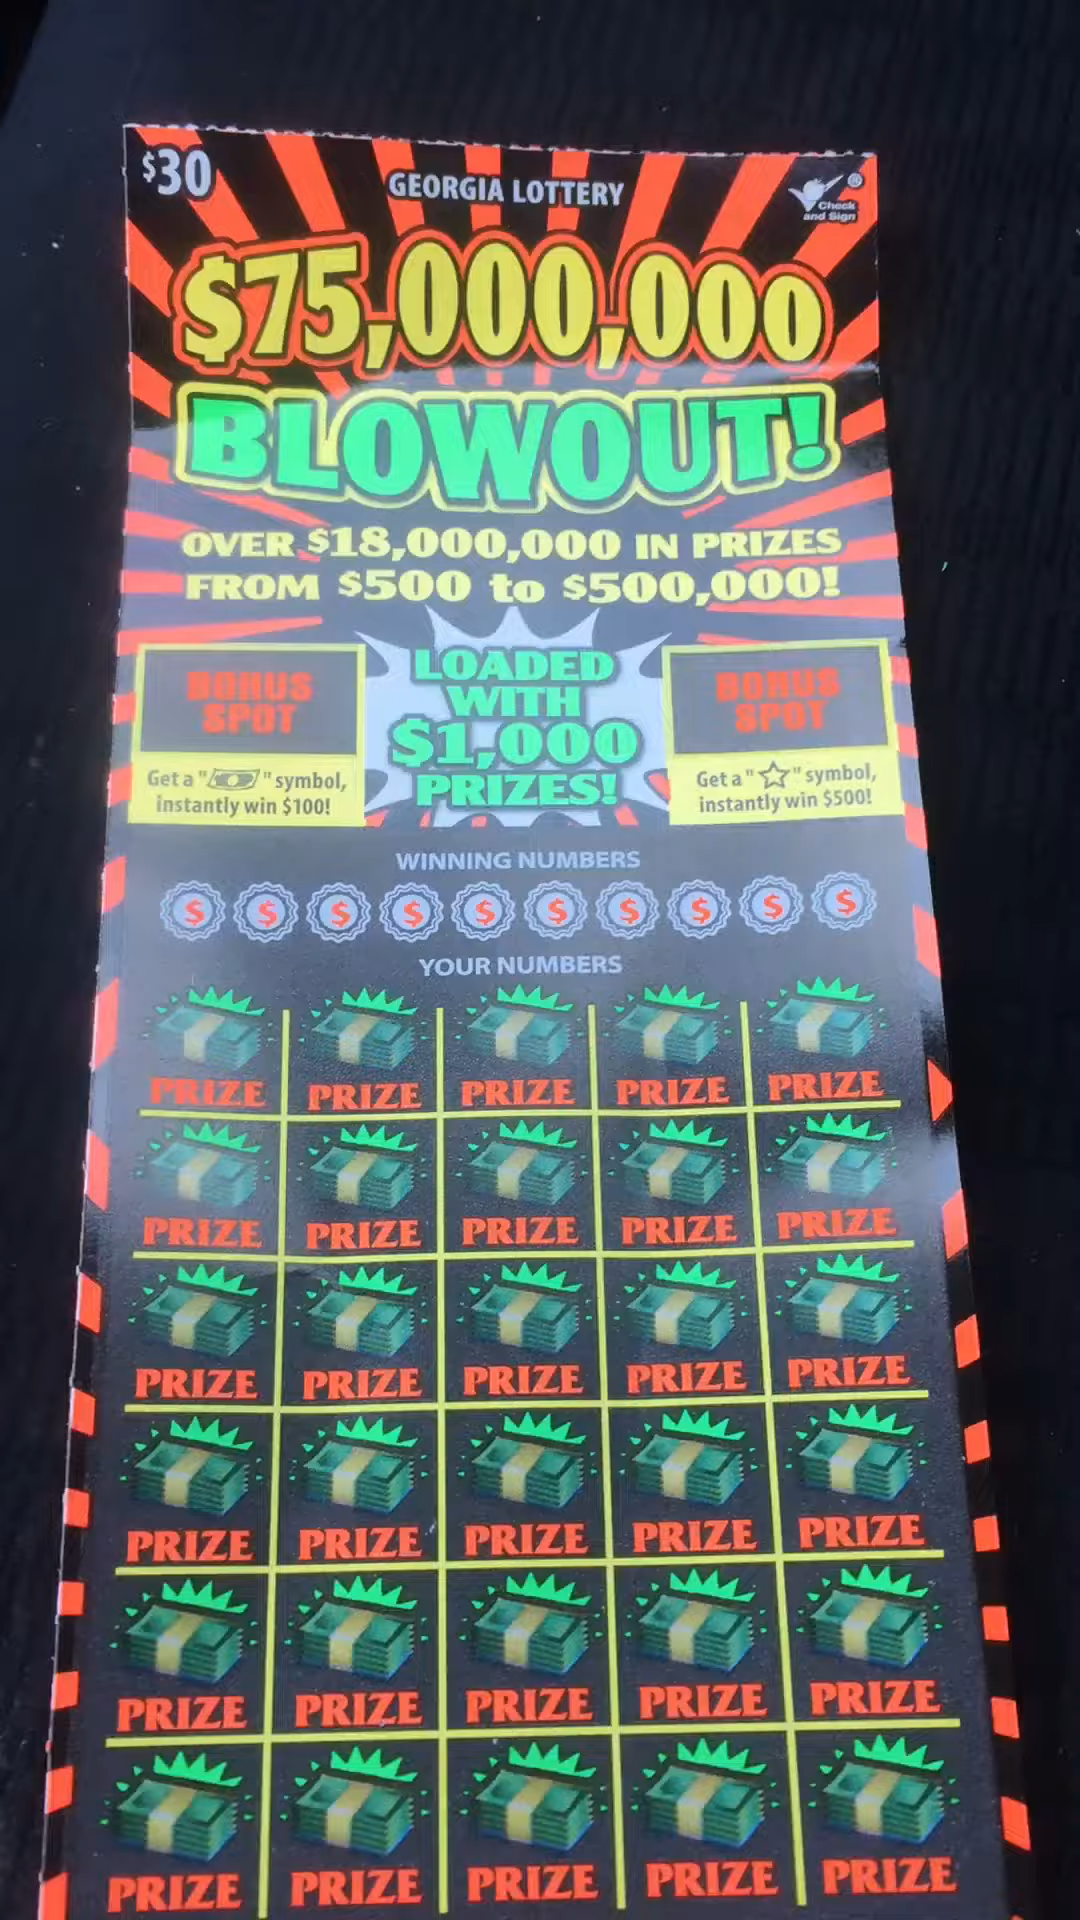 $30
GEORGIA LOTTERY
®
Check
and Sign
$75,000,000
BLOWOUT!
OVER $18,000,000 IN PRIZES
FROM $500 to $500,000!
BONUS
SPOT
Get a " " symbol,
instantly win $100!
LOADED
WITH
$1,000
PRIZES!
BONUS
SPOT
Get a " " symbol,
instantly win $500!
WINNING NUMBERS
$ $ $ $ $ $ $ $ $ $
YOUR NUMBERS
PRIZE PRIZE PRIZE PRIZE PRIZE
PRIZE PRIZE PRIZE PRIZE PRIZE
PRIZE PRIZE PRIZE PRIZE PRIZE
PRIZE PRIZE PRIZE PRIZE PRIZE
PRIZE PRIZE PRIZE PRIZE PRIZE
PRIZE PRIZE PRIZE PRIZE PRIZE